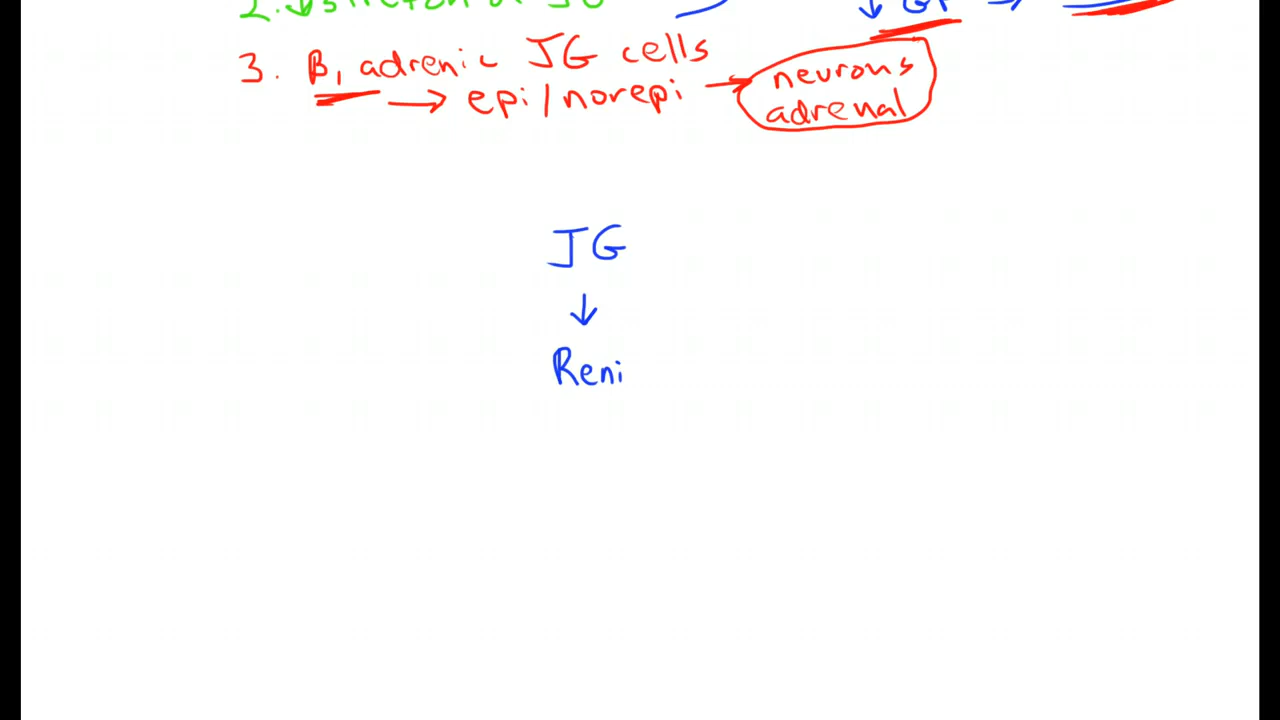 3. β₁ adrenic JG cells
→ epi/norepi → neurons
adrenal
JG
↓
Reni